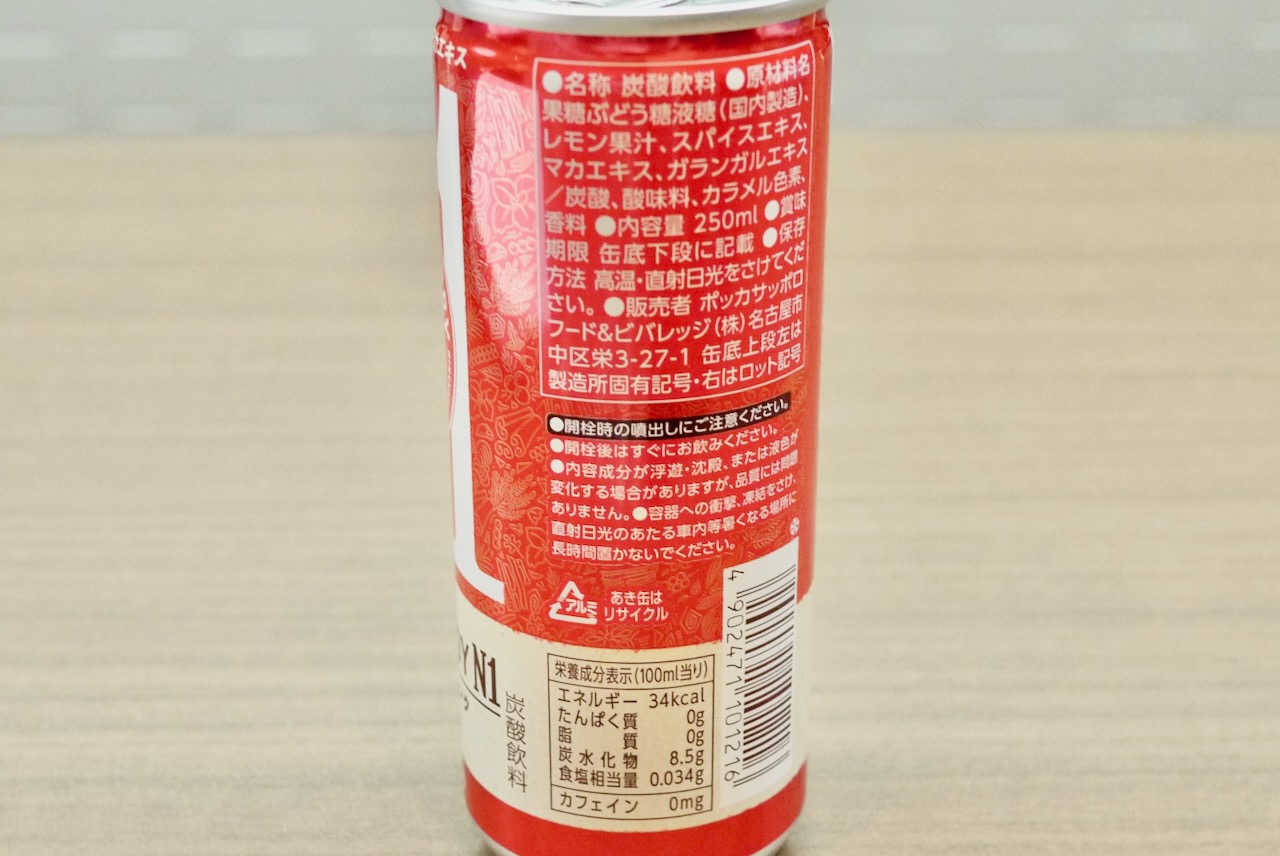 エキス
●名称 炭酸飲料 ●原材料名
果糖ぶどう糖液糖(国内製造)、
レモン果汁、スパイスエキス、
マカエキス、ガランガルエキス
／炭酸、酸味料、カラメル色素、
香料 ●内容量 250ml ●賞味
期限 缶底下段に記載 ●保存
方法 高温・直射日光をさけてくだ
さい。 ●販売者 ポッカサッポロ
フード&ビバレッジ(株)名古屋市
中区栄3-27-1 缶底上段左は
製造所固有記号・右はロット記号
●開栓時の噴出しにご注意ください。
●開栓後はすぐにお飲みください。
●内容成分が浮遊・沈殿、または液色が
変化する場合がありますが、品質には問題
ありません。●容器への衝撃、凍結をさけ、
直射日光のあたる車内等暑くなる場所に
長時間置かないでください。
アルミ
あき缶は
リサイクル
4 902471 101216
N1
炭酸飲料
栄養成分表示(100ml当り)
エネルギー 34kcal
たんぱく質 0g
脂質 0g
炭水化物 8.5g
食塩相当量 0.034g
カフェイン 0mg